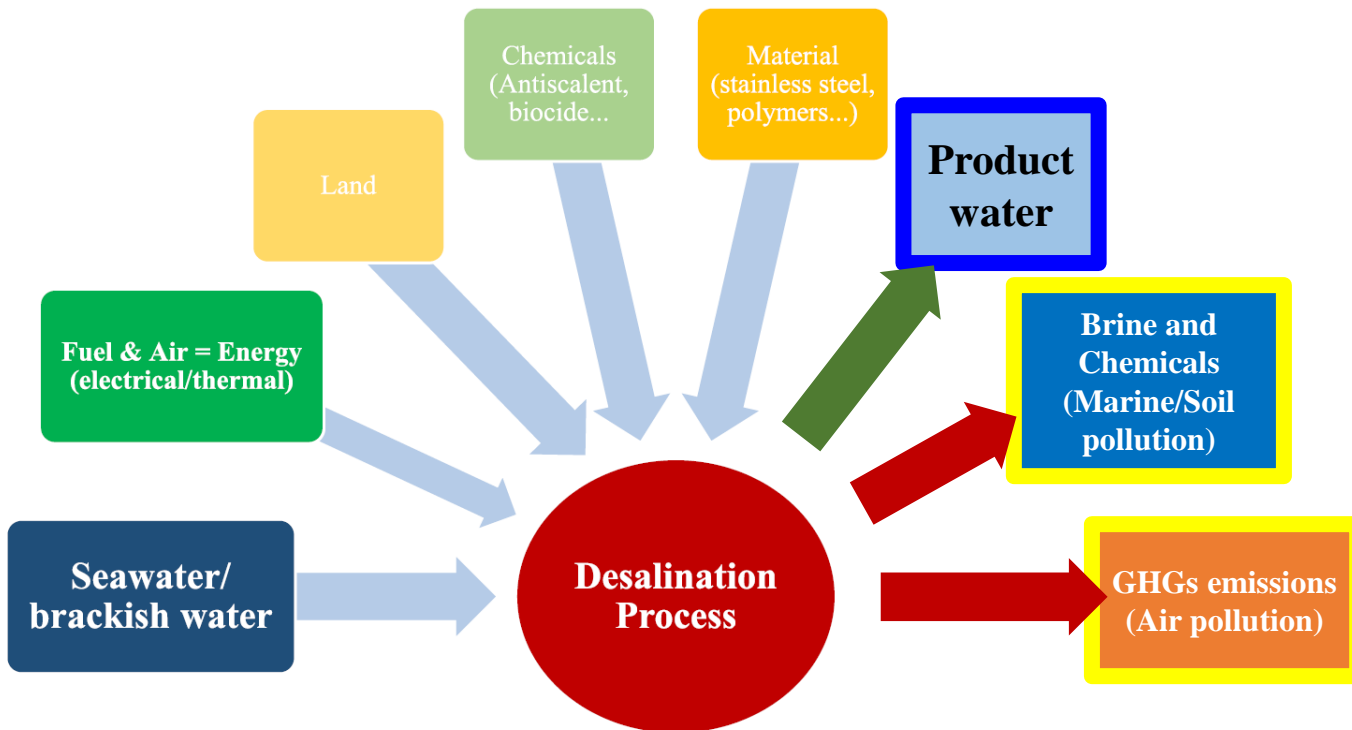 Chemicals
(Antiscalent,
biocide...
Material
(stainless steel,
polymers...)
Product
water
Land
Brine and
Chemicals
(Marine/Soil
pollution)
Fuel & Air = Energy
(electrical/thermal)
Seawater/
brackish water
Desalination
Process
GHGs emissions
(Air pollution)